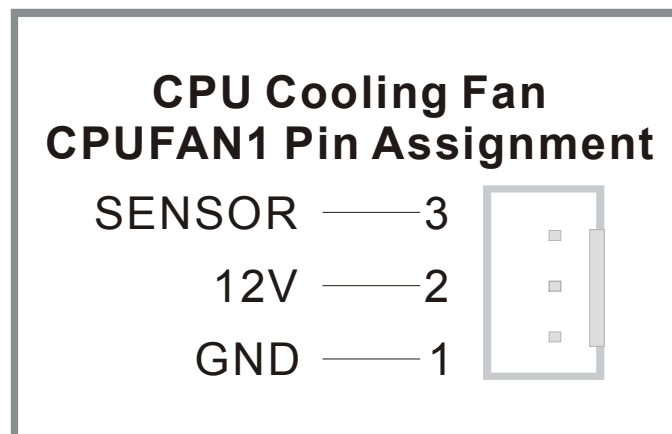 CPU Cooling Fan
CPUFAN1 Pin Assignment
SENSOR 3
12V 2
GND 1